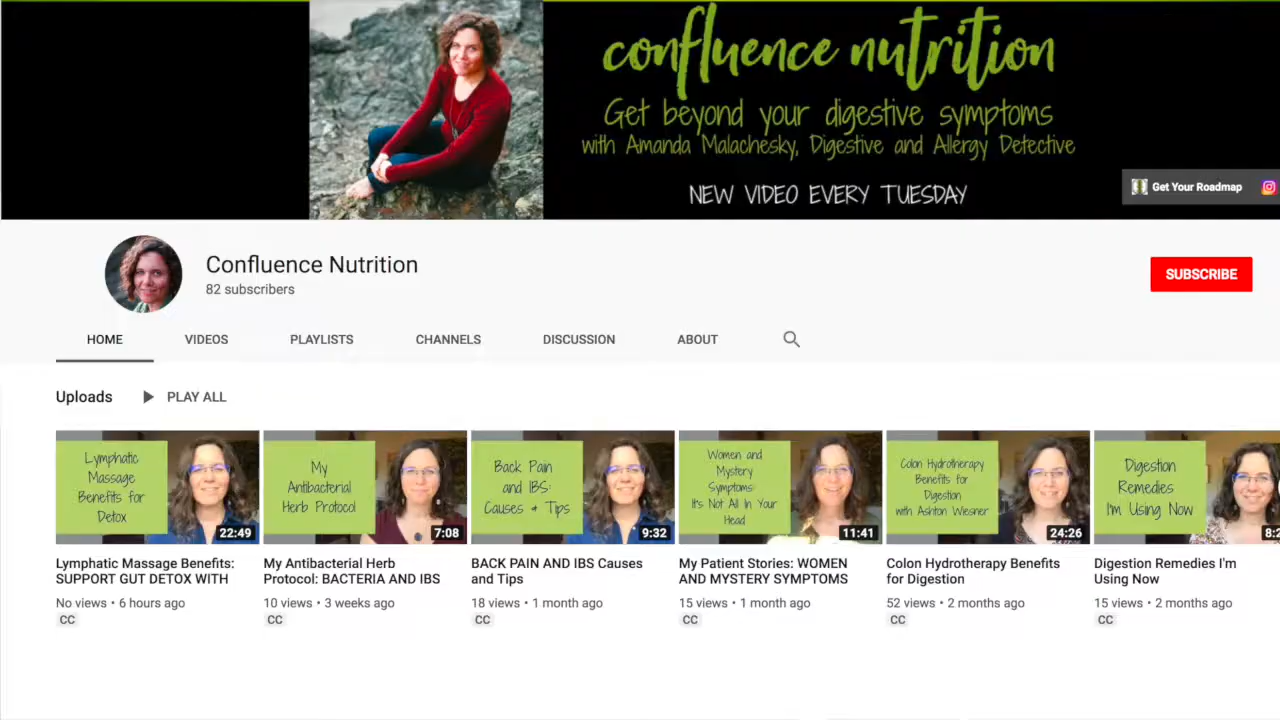 confluence nutrition
Get beyond your digestive symptoms
with Amanda Malachesky, Digestive and Allergy Detective
NEW VIDEO EVERY TUESDAY
Get Your Roadmap
Confluence Nutrition
82 subscribers
SUBSCRIBE
HOME VIDEOS PLAYLISTS CHANNELS DISCUSSION ABOUT
Uploads PLAY ALL
Lymphatic
Massage
Benefits for
Detox
22:49
Lymphatic Massage Benefits:
SUPPORT GUT DETOX WITH
No views • 6 hours ago
CC
My
Antibacterial
Herb Protocol
7:08
My Antibacterial Herb
Protocol: BACTERIA AND IBS
10 views • 3 weeks ago
CC
Back Pain
and IBS:
Causes + Tips
9:32
BACK PAIN AND IBS Causes
and Tips
18 views • 1 month ago
CC
Women and
Mystery
Symptoms:
It's Not All In Your
Head
11:41
My Patient Stories: WOMEN
AND MYSTERY SYMPTOMS
15 views • 1 month ago
CC
Colon Hydrotherapy
Benefits for
Digestion
with Ashton Wiesner
24:26
Colon Hydrotherapy Benefits
for Digestion
52 views • 2 months ago
CC
Digestion
Remedies
I'm Using Now
Digestion Remedies I'm
Using Now
15 views • 2 months ago
CC